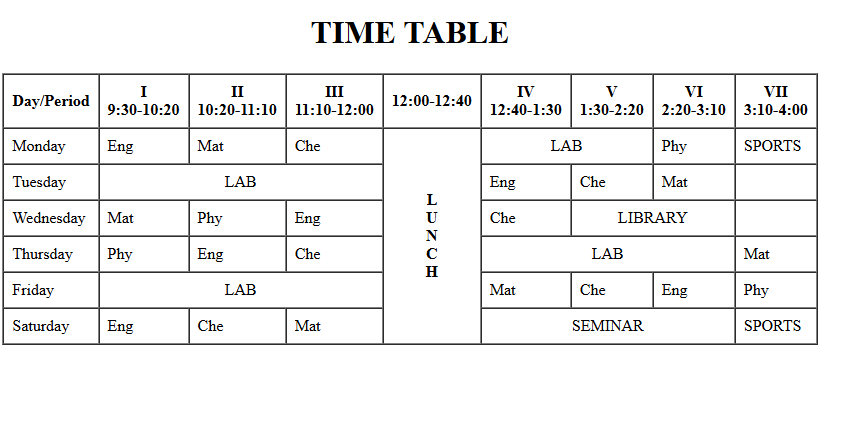 TIME TABLE
Day/Period I 9:30-10:20 II 10:20-11:10 III 11:10-12:00 12:00-12:40 IV 12:40-1:30 V 1:30-2:20 VI 2:20-3:10 VII 3:10-4:00
Monday Eng Mat Che LUNCH LAB Phy SPORTS
Tuesday LAB Eng Che Mat
Wednesday Mat Phy Eng Che LIBRARY
Thursday Phy Eng Che LAB Mat
Friday LAB Mat Che Eng Phy
Saturday Eng Che Mat SEMINAR SPORTS